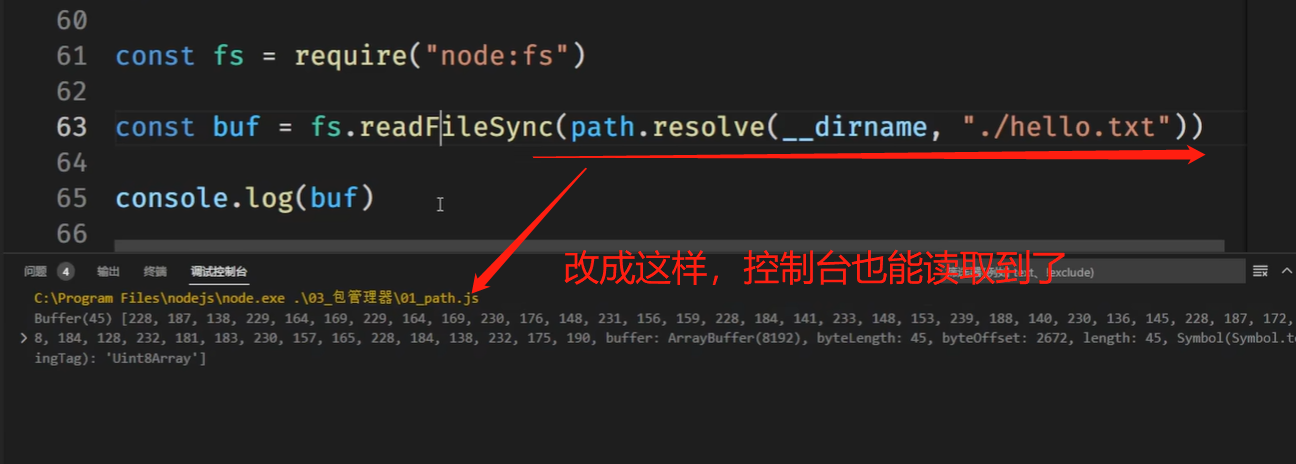 60
61 const fs = require("node:fs")
62
63 const buf = fs.readFileSync(path.resolve(__dirname, "./hello.txt"))
64
65 console.log(buf)
66
改成这样，控制台也能读取到了
问题 4 输出 终端 调试控制台 text、!exclude)
C:\Program Files\nodejs\node.exe .\03_包管理器\01_path.js
Buffer(45) [228, 187, 138, 229, 164, 169, 229, 164, 169, 230, 176, 148, 231, 156, 159, 228, 184, 141, 233, 148, 153, 239, 188, 140, 230, 136, 145, 228, 187, 172,
8, 184, 128, 232, 181, 183, 230, 157, 165, 228, 184, 138, 232, 175, 190, buffer: ArrayBuffer(8192), byteLength: 45, byteOffset: 2672, length: 45, Symbol(Symbol.to
ingTag): 'Uint8Array']